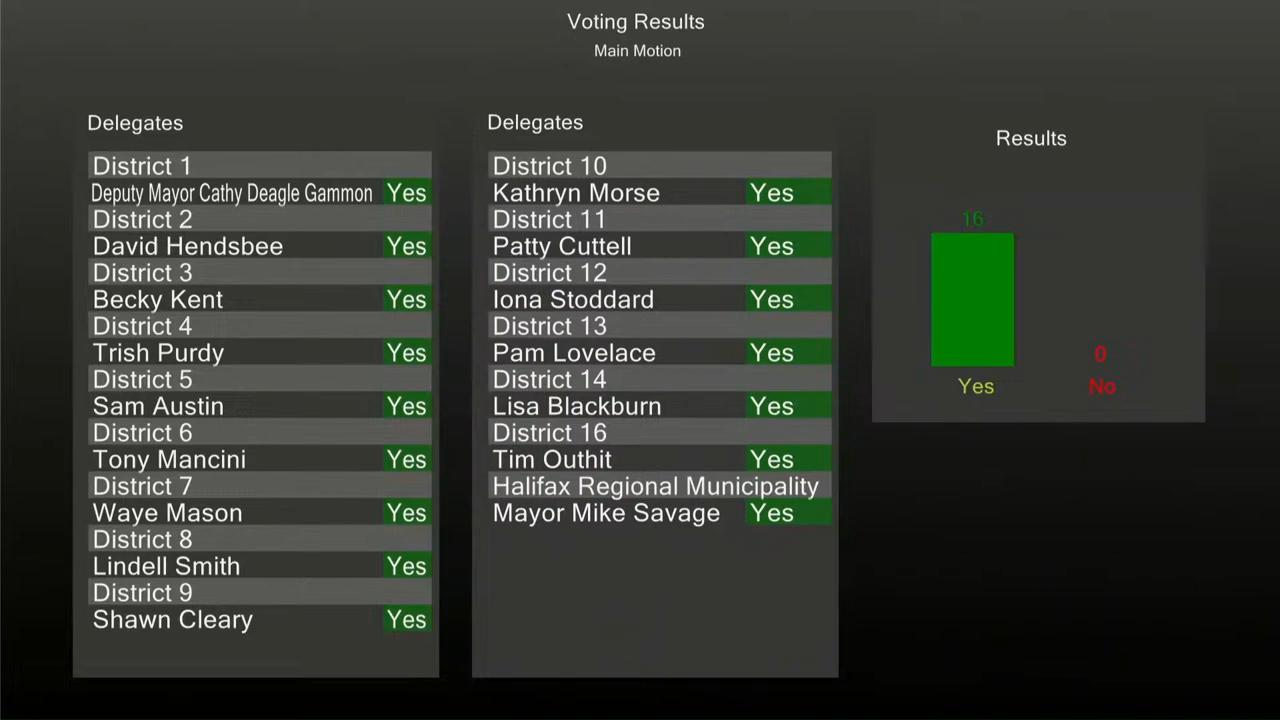 Voting Results
Main Motion
Delegates
District 1
Deputy Mayor Cathy Deagle Gammon Yes
District 2
David Hendsbee Yes
District 3
Becky Kent Yes
District 4
Trish Purdy Yes
District 5
Sam Austin Yes
District 6
Tony Mancini Yes
District 7
Waye Mason Yes
District 8
Lindell Smith Yes
District 9
Shawn Cleary Yes
Delegates
District 10
Kathryn Morse Yes
District 11
Patty Cuttell Yes
District 12
Iona Stoddard Yes
District 13
Pam Lovelace Yes
District 14
Lisa Blackburn Yes
District 16
Tim Outhit Yes
Halifax Regional Municipality
Mayor Mike Savage Yes
Results
16
0
Yes No